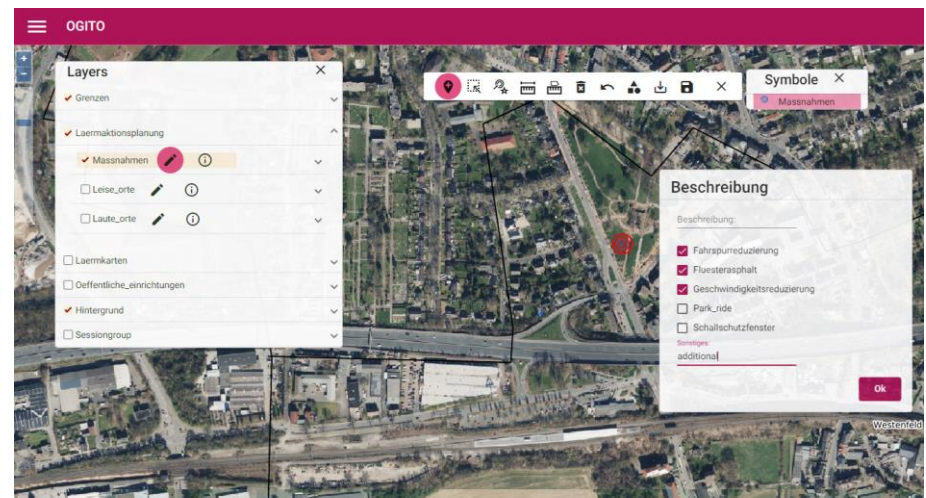 OGITO
+
-
Layers
Grenzen
Laermaktionsplanung
Massnahmen
Leise_orte
Laute_orte
Laermkarten
Oeffentliche_einrichtungen
Hintergrund
Sessiongroup
Symbole
Massnahmen
Beschreibung
Beschreibung:
Fahrspurreduzierung
Fluesterasphalt
Geschwindigkeitsreduzierung
Park_ride
Schallschutzfenster
Sonstiges:
additional
Ok
Westenfeld